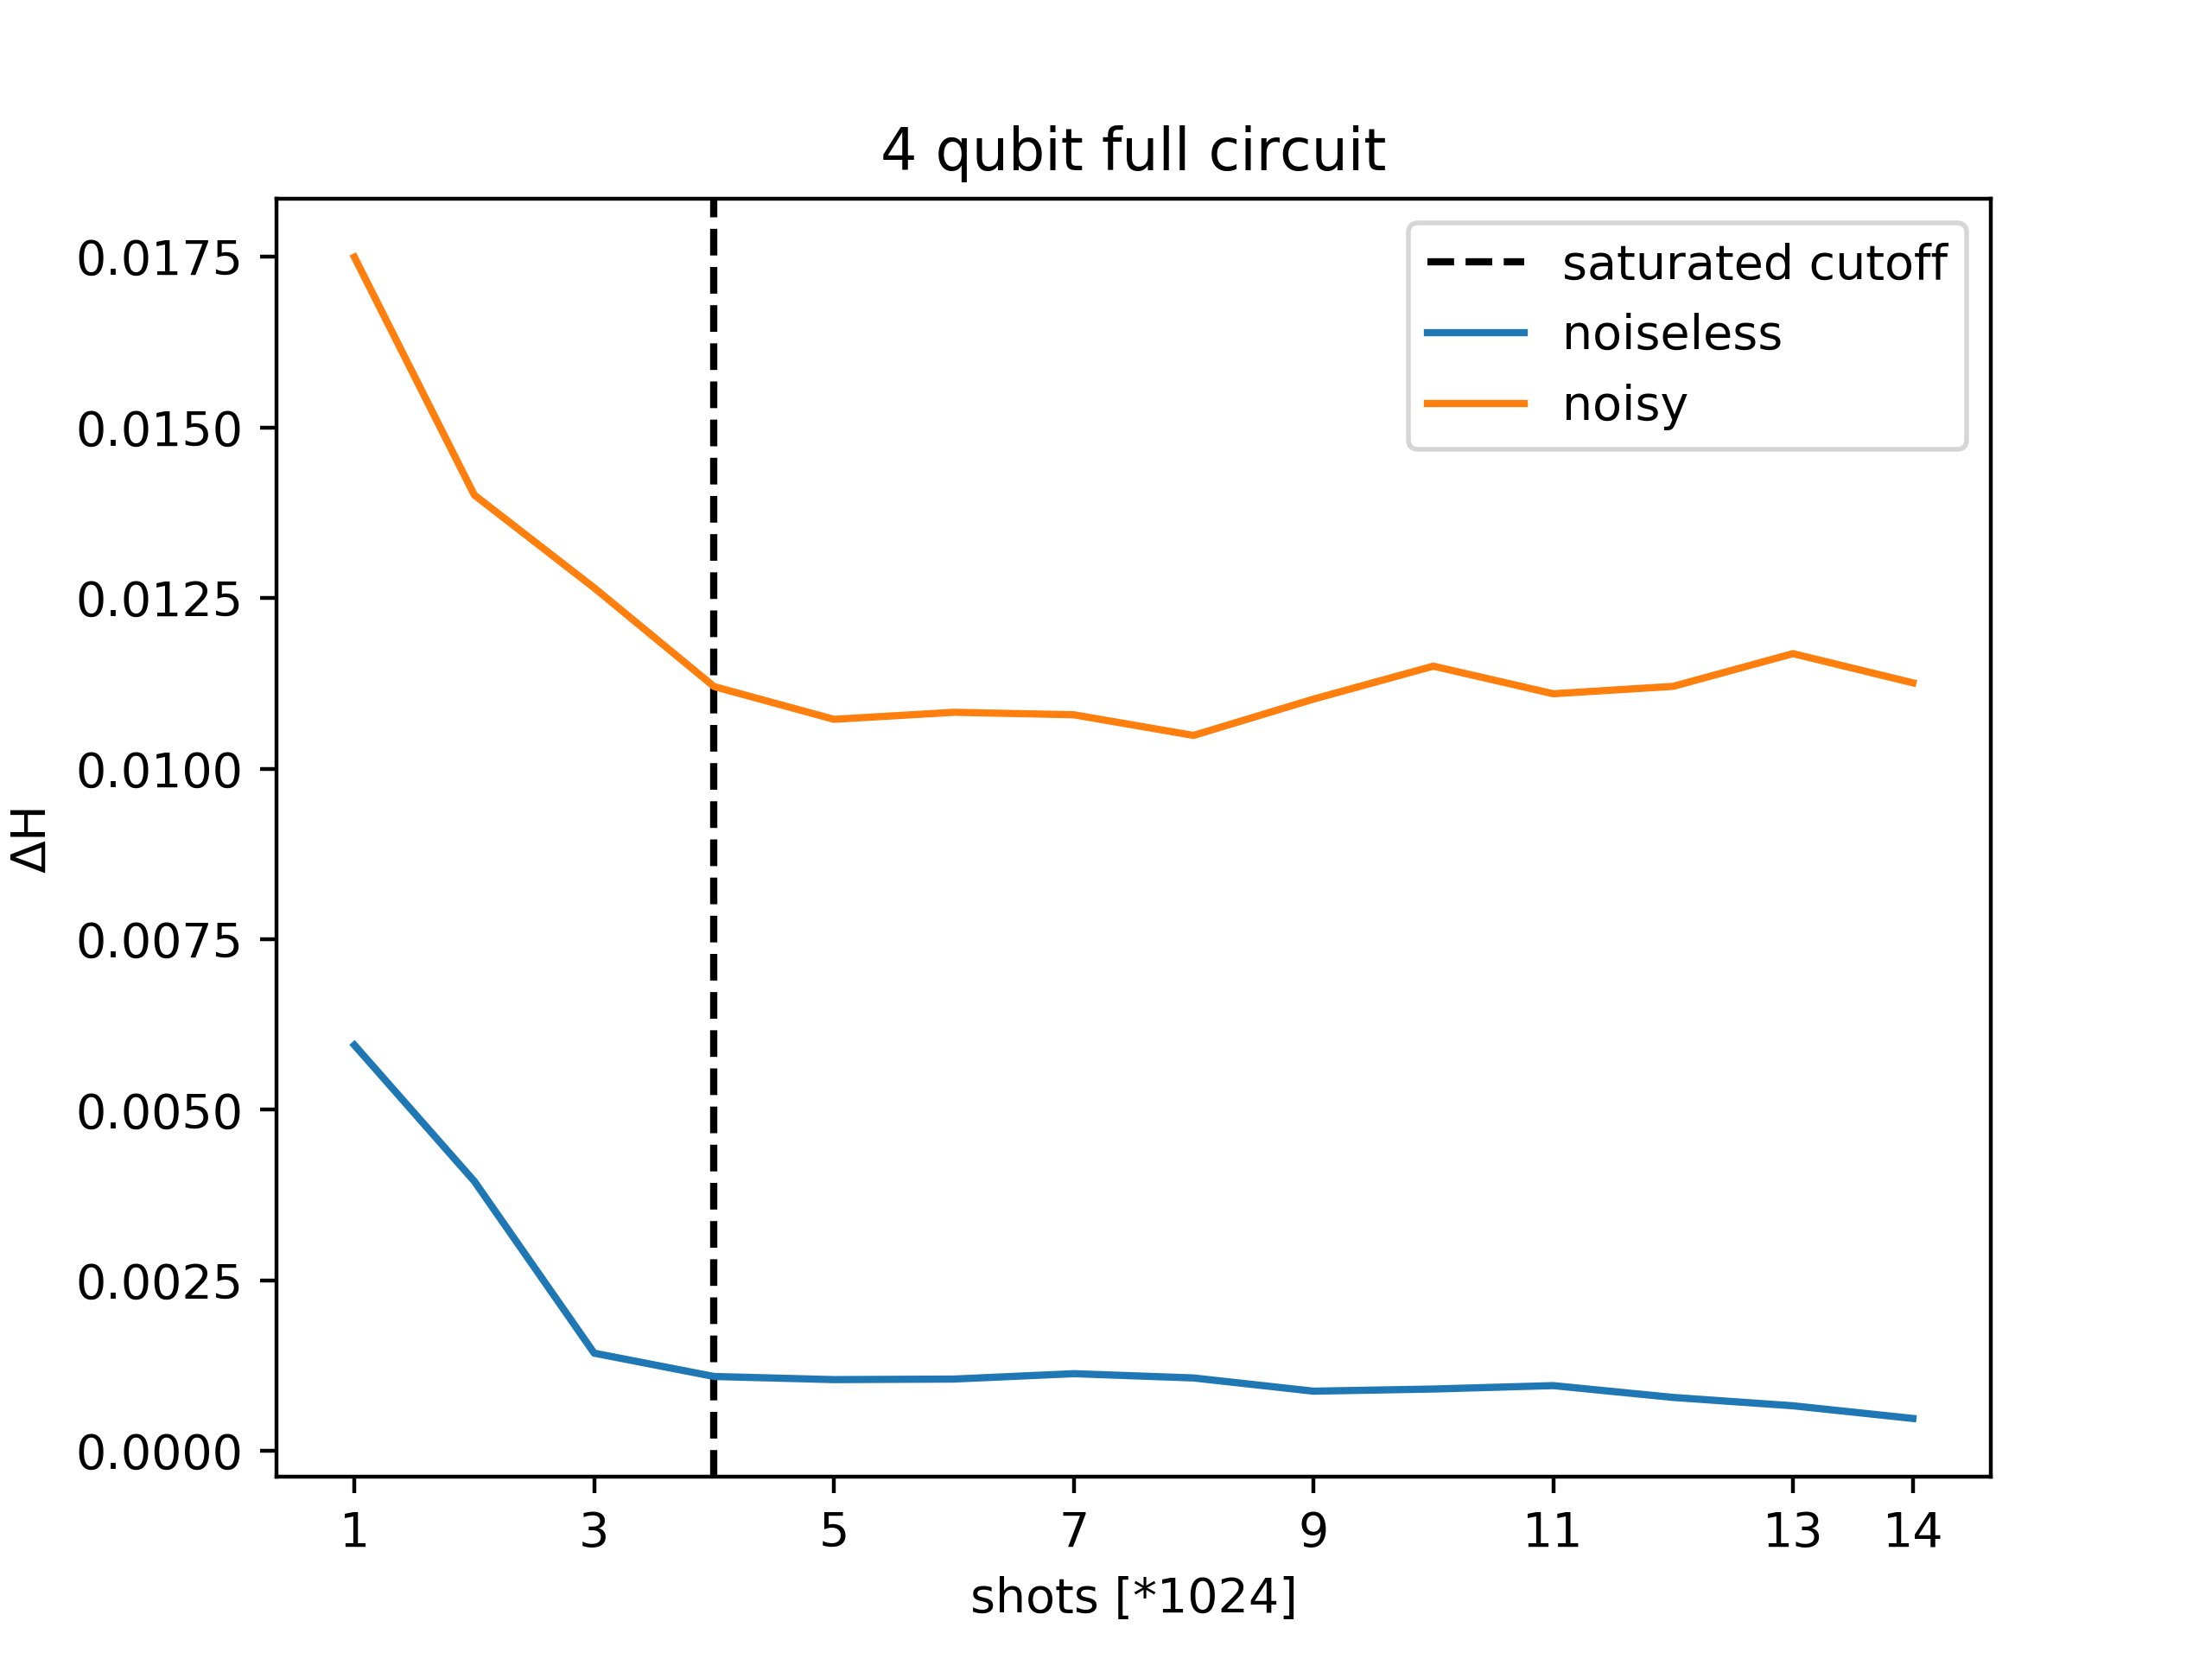 4 qubit full circuit
saturated cutoff
noiseless
noisy
0.0175
0.0150
0.0125
0.0100
0.0075
0.0050
0.0025
0.0000
ΔH
1 3 5 7 9 11 13 14
shots [*1024]